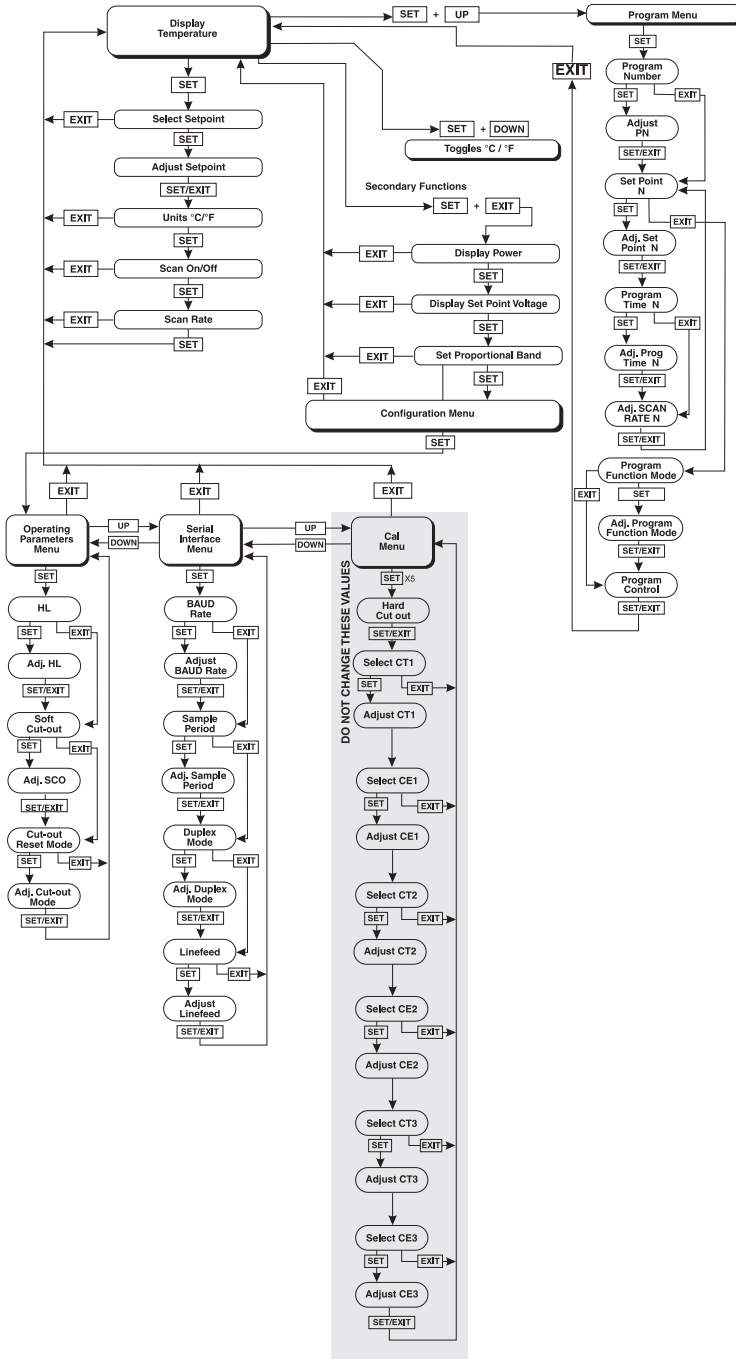 Display
Temperature
SET + UP
Program Menu
SET
EXIT
Select Setpoint
SET
Adjust Setpoint
SET/EXIT
EXIT
Units °C/°F
SET
EXIT
Scan On/Off
SET
EXIT
Scan Rate
SET
SET + DOWN
Toggles °C / °F
Secondary Functions
SET + EXIT
EXIT
Display Power
SET
EXIT
Display Set Point Voltage
SET
EXIT
Set Proportional Band
SET
EXIT
Configuration Menu
SET
EXIT
SET
Program
Number
SET
EXIT
Adjust
PN
SET/EXIT
Set Point
N
SET
EXIT
Adj. Set
Point N
SET/EXIT
Program
Time N
SET
EXIT
Adj. Prog
Time N
SET/EXIT
Adj. SCAN
RATE N
SET/EXIT
Program
Function Mode
EXIT
SET
Adj. Program
Function Mode
SET/EXIT
Program
Control
SET/EXIT
EXIT
Operating
Parameters
Menu
UP
DOWN
SET
HL
SET
EXIT
Adj. HL
SET/EXIT
Soft
Cut-out
SET
EXIT
Adj. SCO
SET/EXIT
Cut-out
Reset Mode
SET
EXIT
Adj. Cut-out
Mode
SET/EXIT
EXIT
Serial
Interface
Menu
UP
DOWN
SET
BAUD
Rate
SET
EXIT
Adjust
BAUD Rate
SET/EXIT
Sample
Period
SET
EXIT
Adj. Sample
Period
SET/EXIT
Duplex
Mode
SET
EXIT
Adj. Duplex
Mode
SET/EXIT
Linefeed
SET
EXIT
Adjust
Linefeed
SET/EXIT
EXIT
Cal
Menu
DO NOT CHANGE THESE VALUES
SET X5
Hard
Cut out
SET/EXIT
Select CT1
SET
EXIT
Adjust CT1
Select CE1
SET
EXIT
Adjust CE1
Select CT2
SET
EXIT
Adjust CT2
Select CE2
SET
EXIT
Adjust CE2
Select CT3
SET
EXIT
Adjust CT3
Select CE3
SET
EXIT
Adjust CE3
SET/EXIT